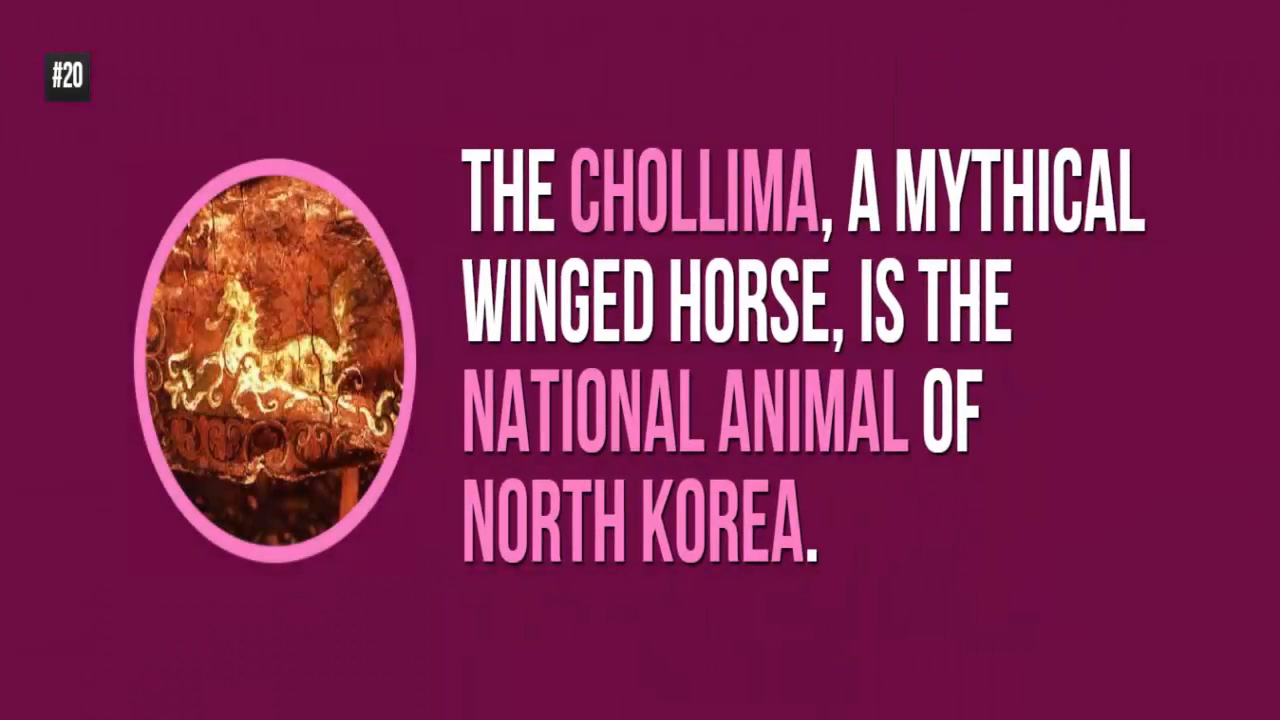 #20
THE CHOLLIMA, A MYTHICAL
WINGED HORSE, IS THE
NATIONAL ANIMAL OF
NORTH KOREA.